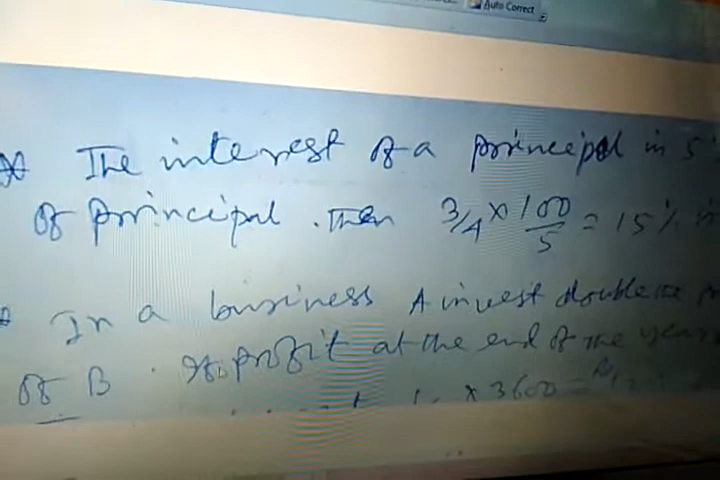 Auto Correct
The interest of a principal in 5
of principal. Then 3/4 × 100/5 = 15%
In a business A invest double the
of B. profit at the end of the year
× 3600 =